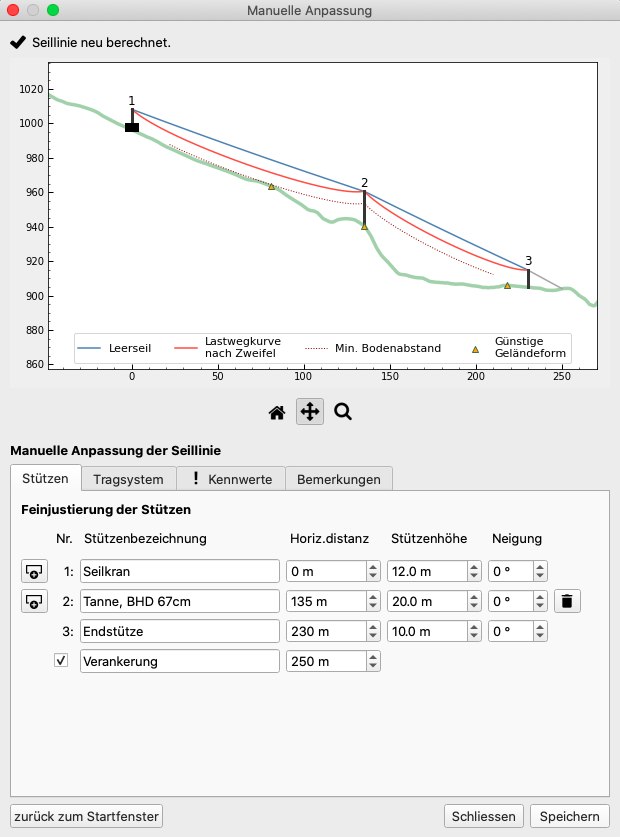 Manuelle Anpassung
Seillinie neu berechnet.
1020
1000
980
960
940
920
900
880
860
1
2
3
Leerseil
Lastwegkurve
nach Zweifel
Min. Bodenabstand
Günstige
Geländeform
0
50
100
150
200
250
Manuelle Anpassung der Seillinie
Stützen
Tragsystem
! Kennwerte
Bemerkungen
Feinjustierung der Stützen
Nr. Stützenbezeichnung Horiz.distanz Stützenhöhe Neigung
1: Seilkran 0 m 12.0 m 0 °
2: Tanne, BHD 67cm 135 m 20.0 m 0 °
3: Endstütze 230 m 10.0 m 0 °
Verankerung 250 m
zurück zum Startfenster
Schliessen
Speichern